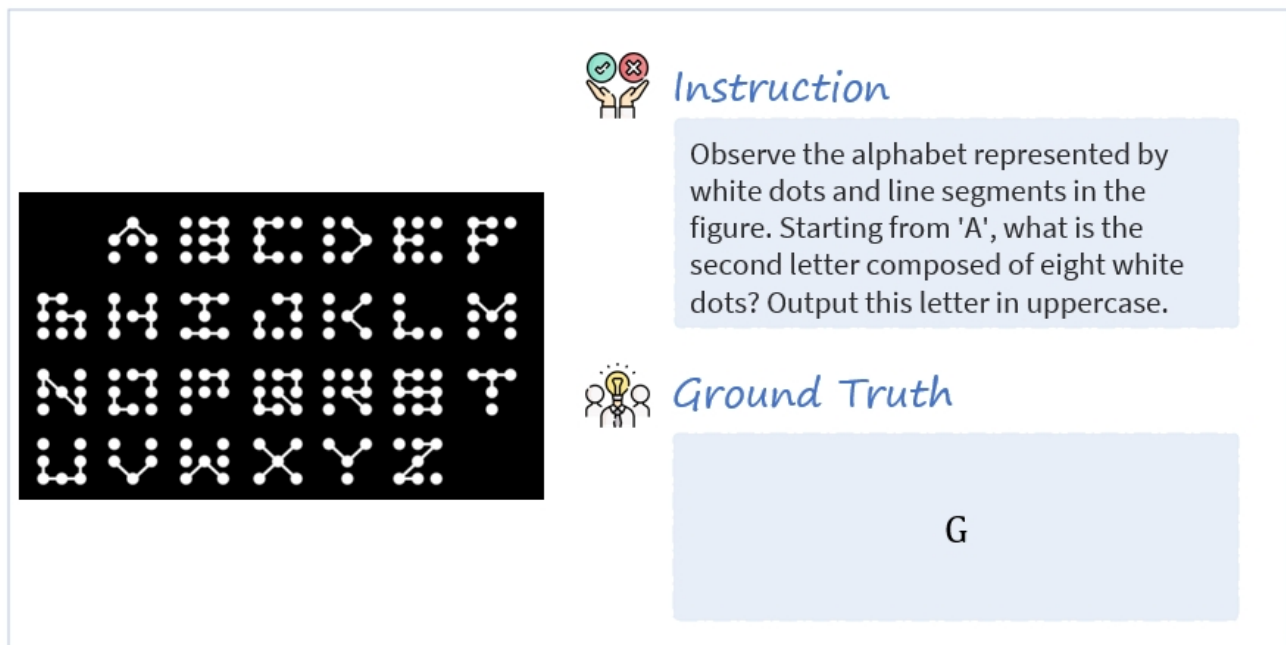 Instruction
Observe the alphabet represented by
white dots and line segments in the
figure. Starting from 'A', what is the
second letter composed of eight white
dots? Output this letter in uppercase.
A B C D E F
G H I J K L M
N O P Q R S T
U V W X Y Z
Ground Truth
G